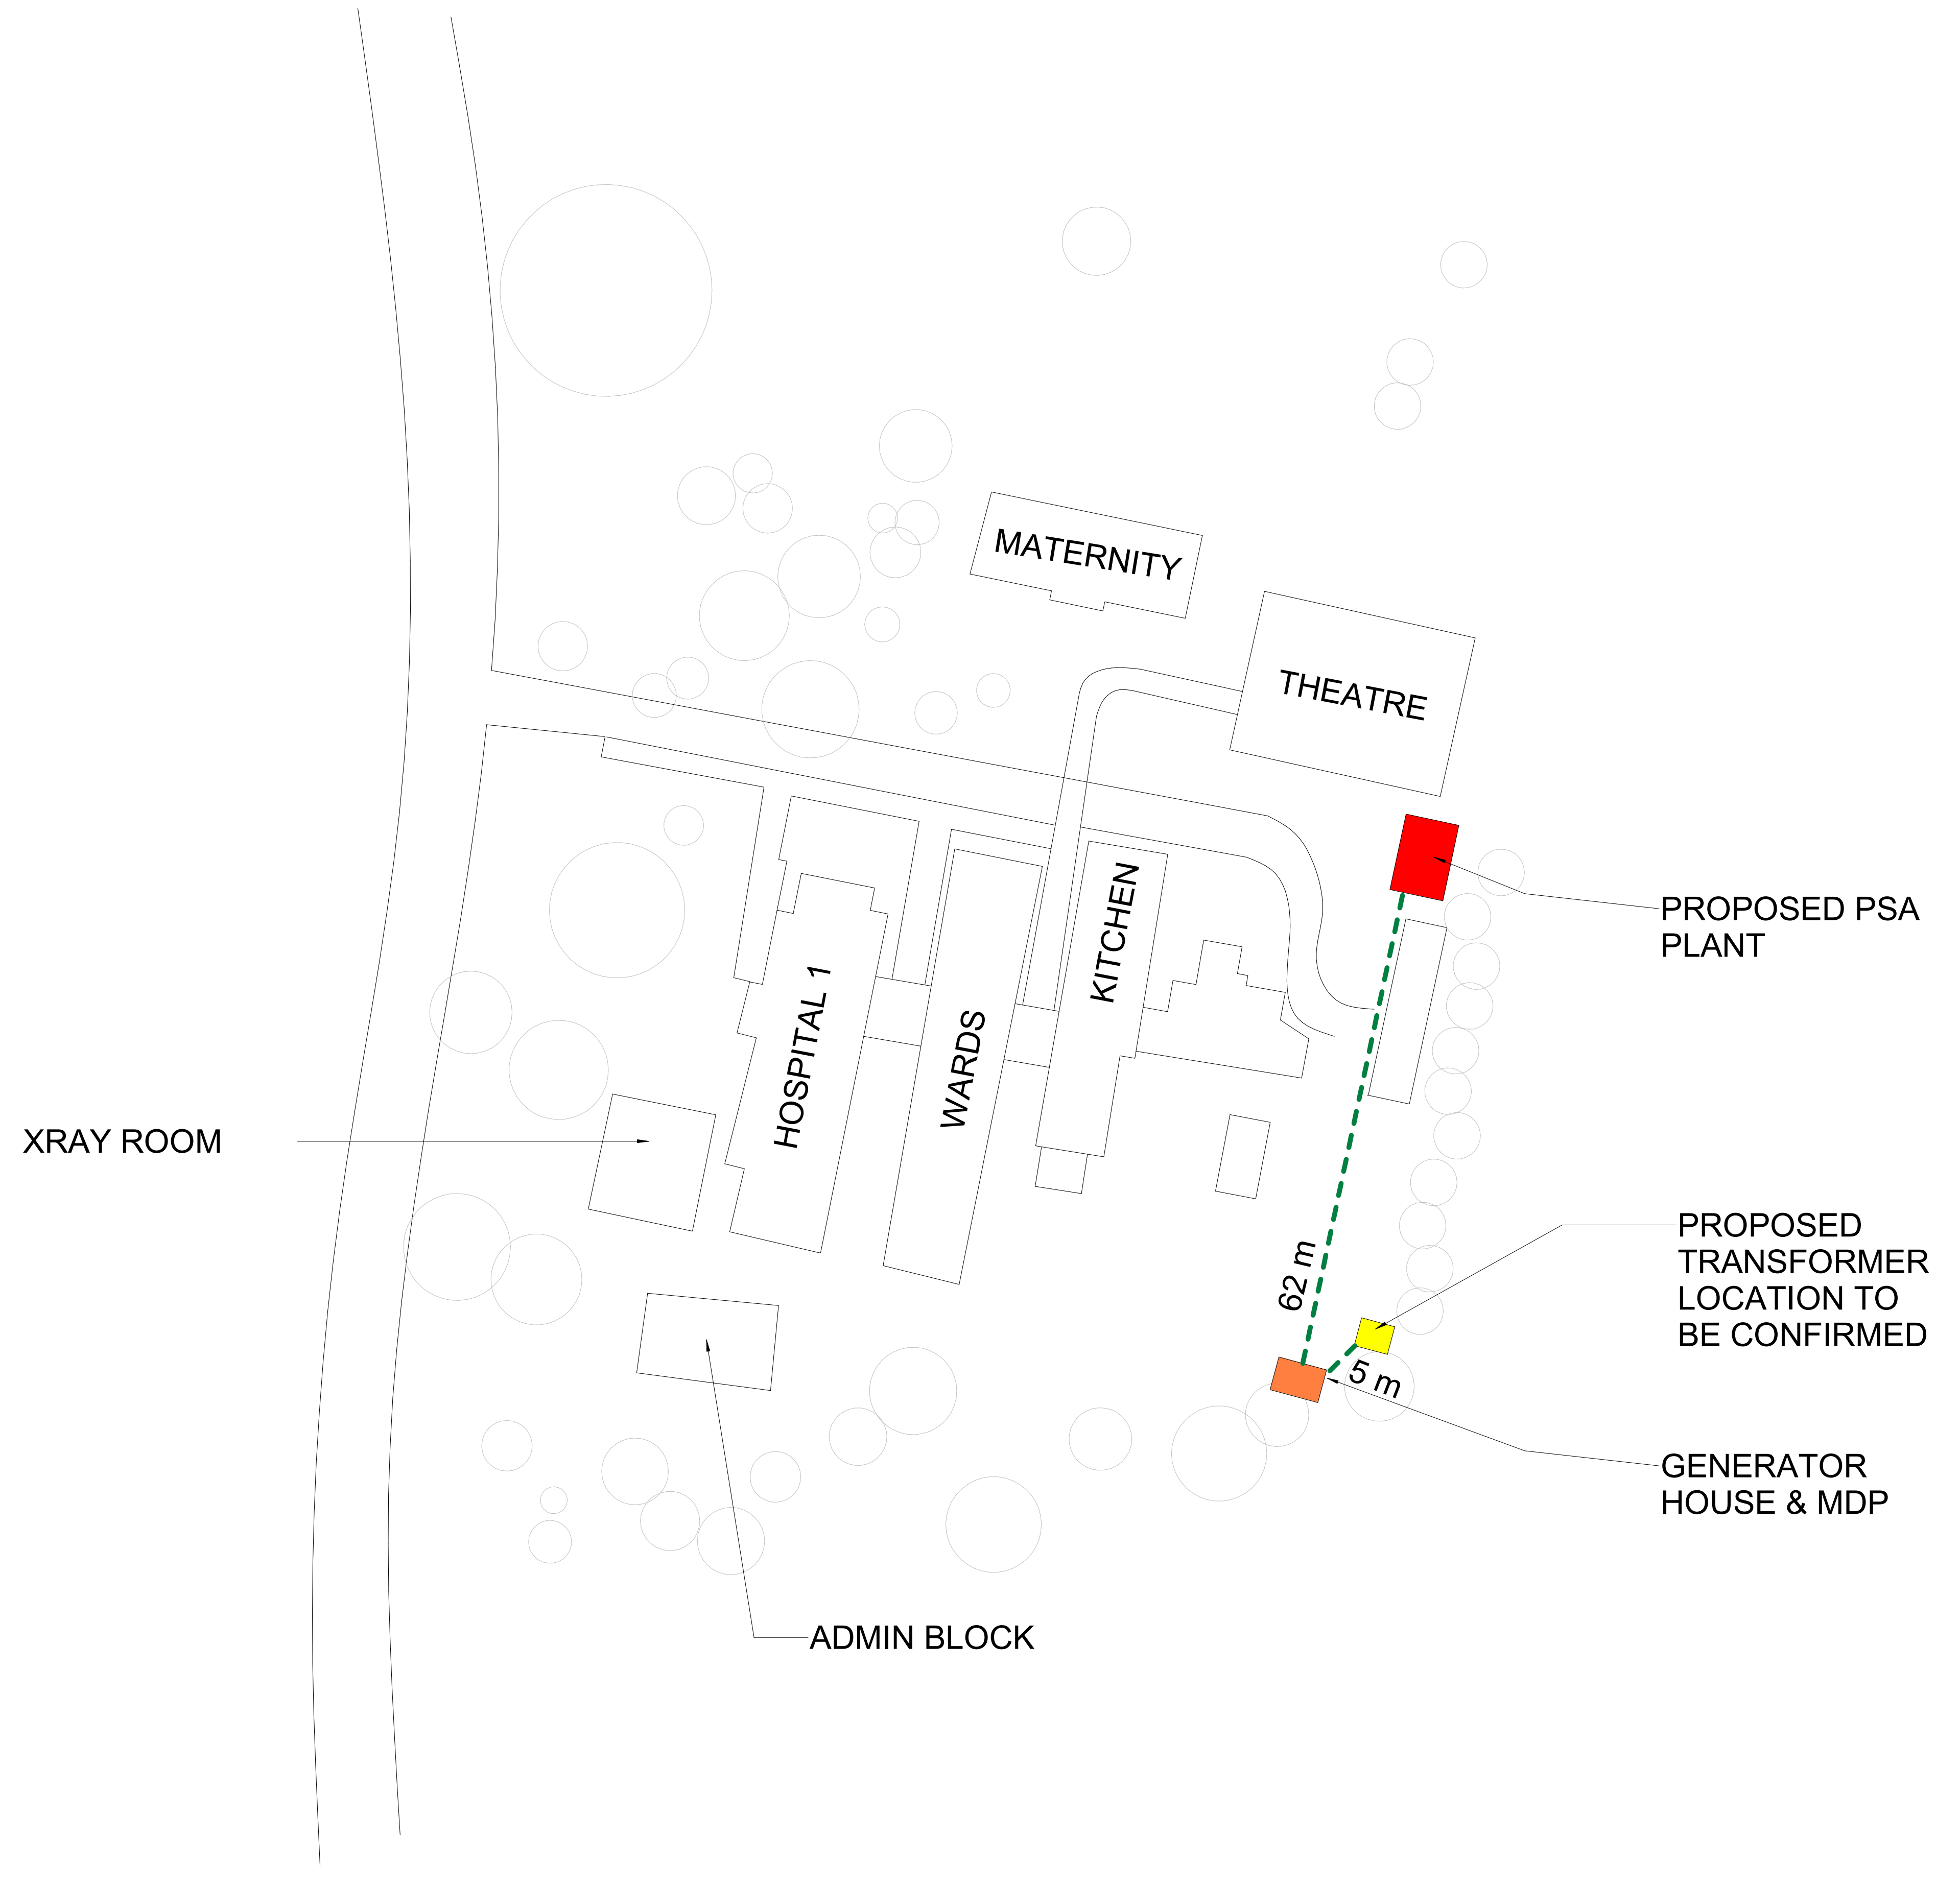 MATERNITY
THEATRE
KITCHEN
HOSPITAL 1
WARDS
PROPOSED PSA
PLANT
XRAY ROOM
PROPOSED
TRANSFORMER
LOCATION TO
BE CONFIRMED
62 m
5 m
GENERATOR
HOUSE & MDP
ADMIN BLOCK